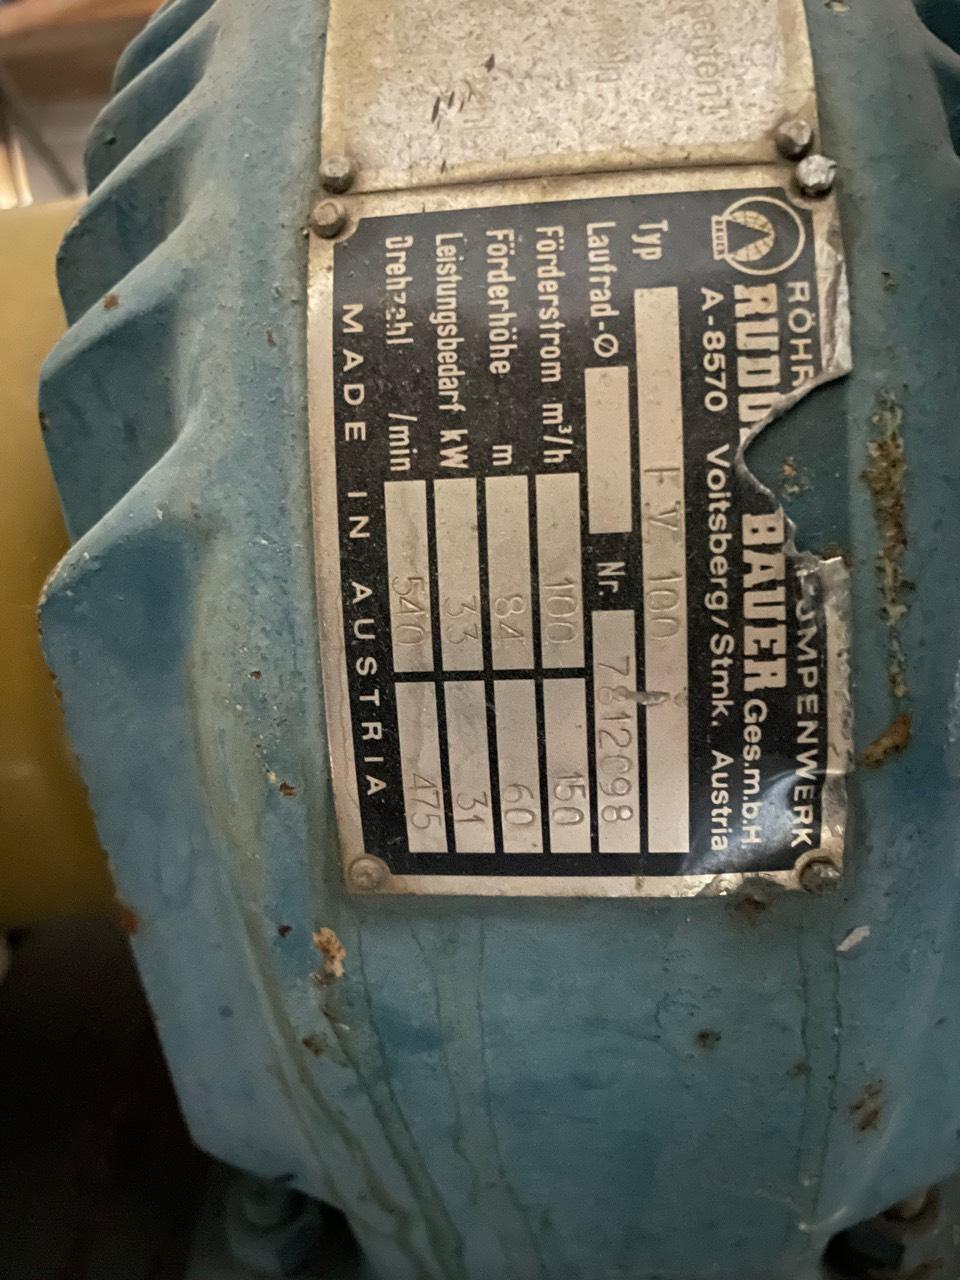 BAUER
RÖHR PUMPENWERK
RUD BAUER Ges.m.b.H.
A-8570 Voitsberg/Stmk. Austria
Typ FZ 100
Laufrad-Ø Nr. 7812098
Förderstrom m³/h 100 150
Förderhöhe m 84 60
Leistungsbedarf kW 33 31
Drehzahl /min 540 475
MADE IN AUSTRIA